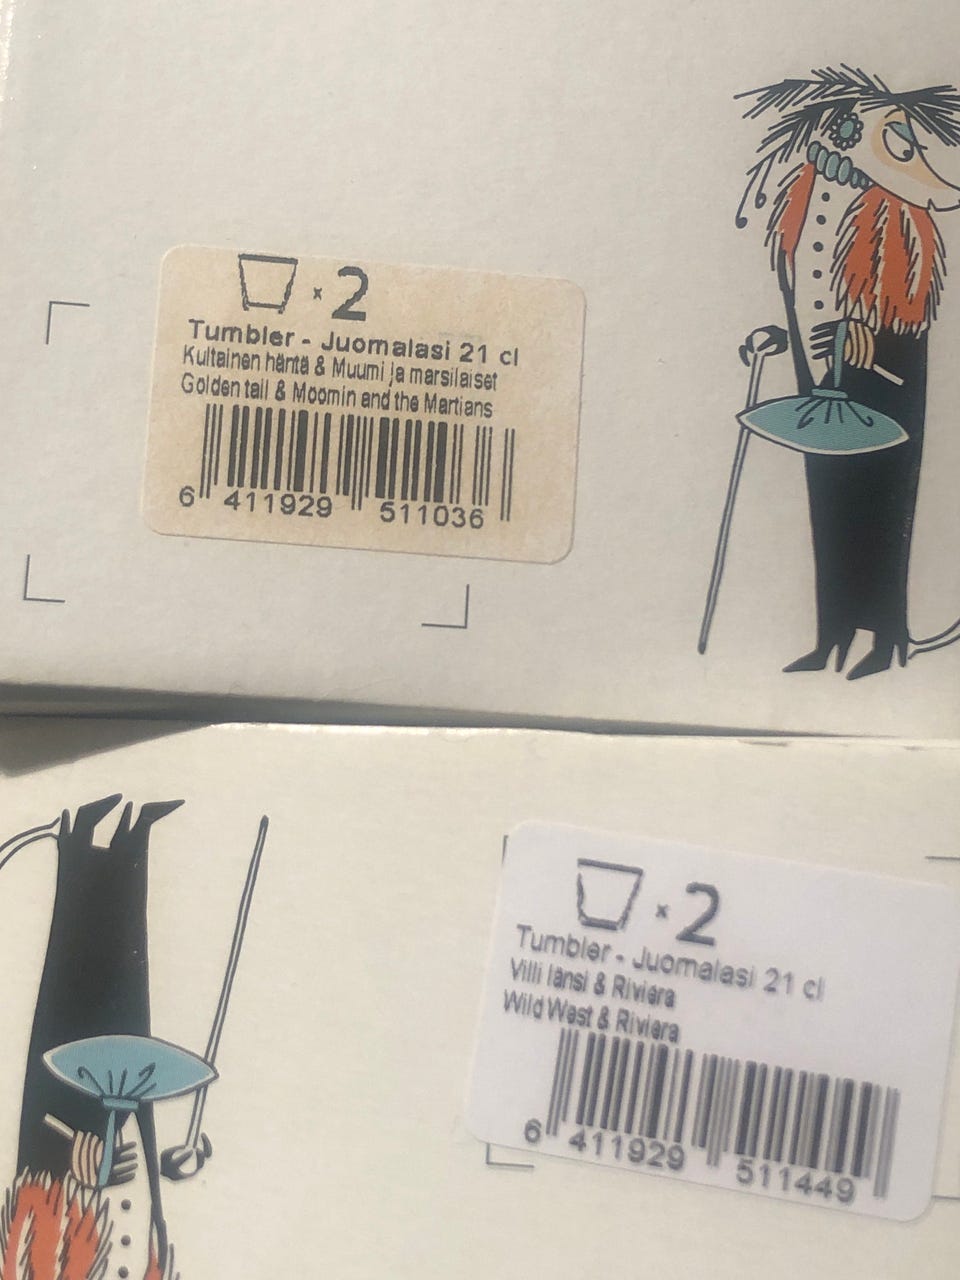 × 2
Tumbler - Juomalasi 21 cl
Kultainen häntä & Muumi ja marsilaiset
Golden tail & Moomin and the Martians
6 411929 511036
× 2
Tumbler - Juomalasi 21 cl
Villi länsi & Riviera
Wild West & Riviera
6 411929 511449